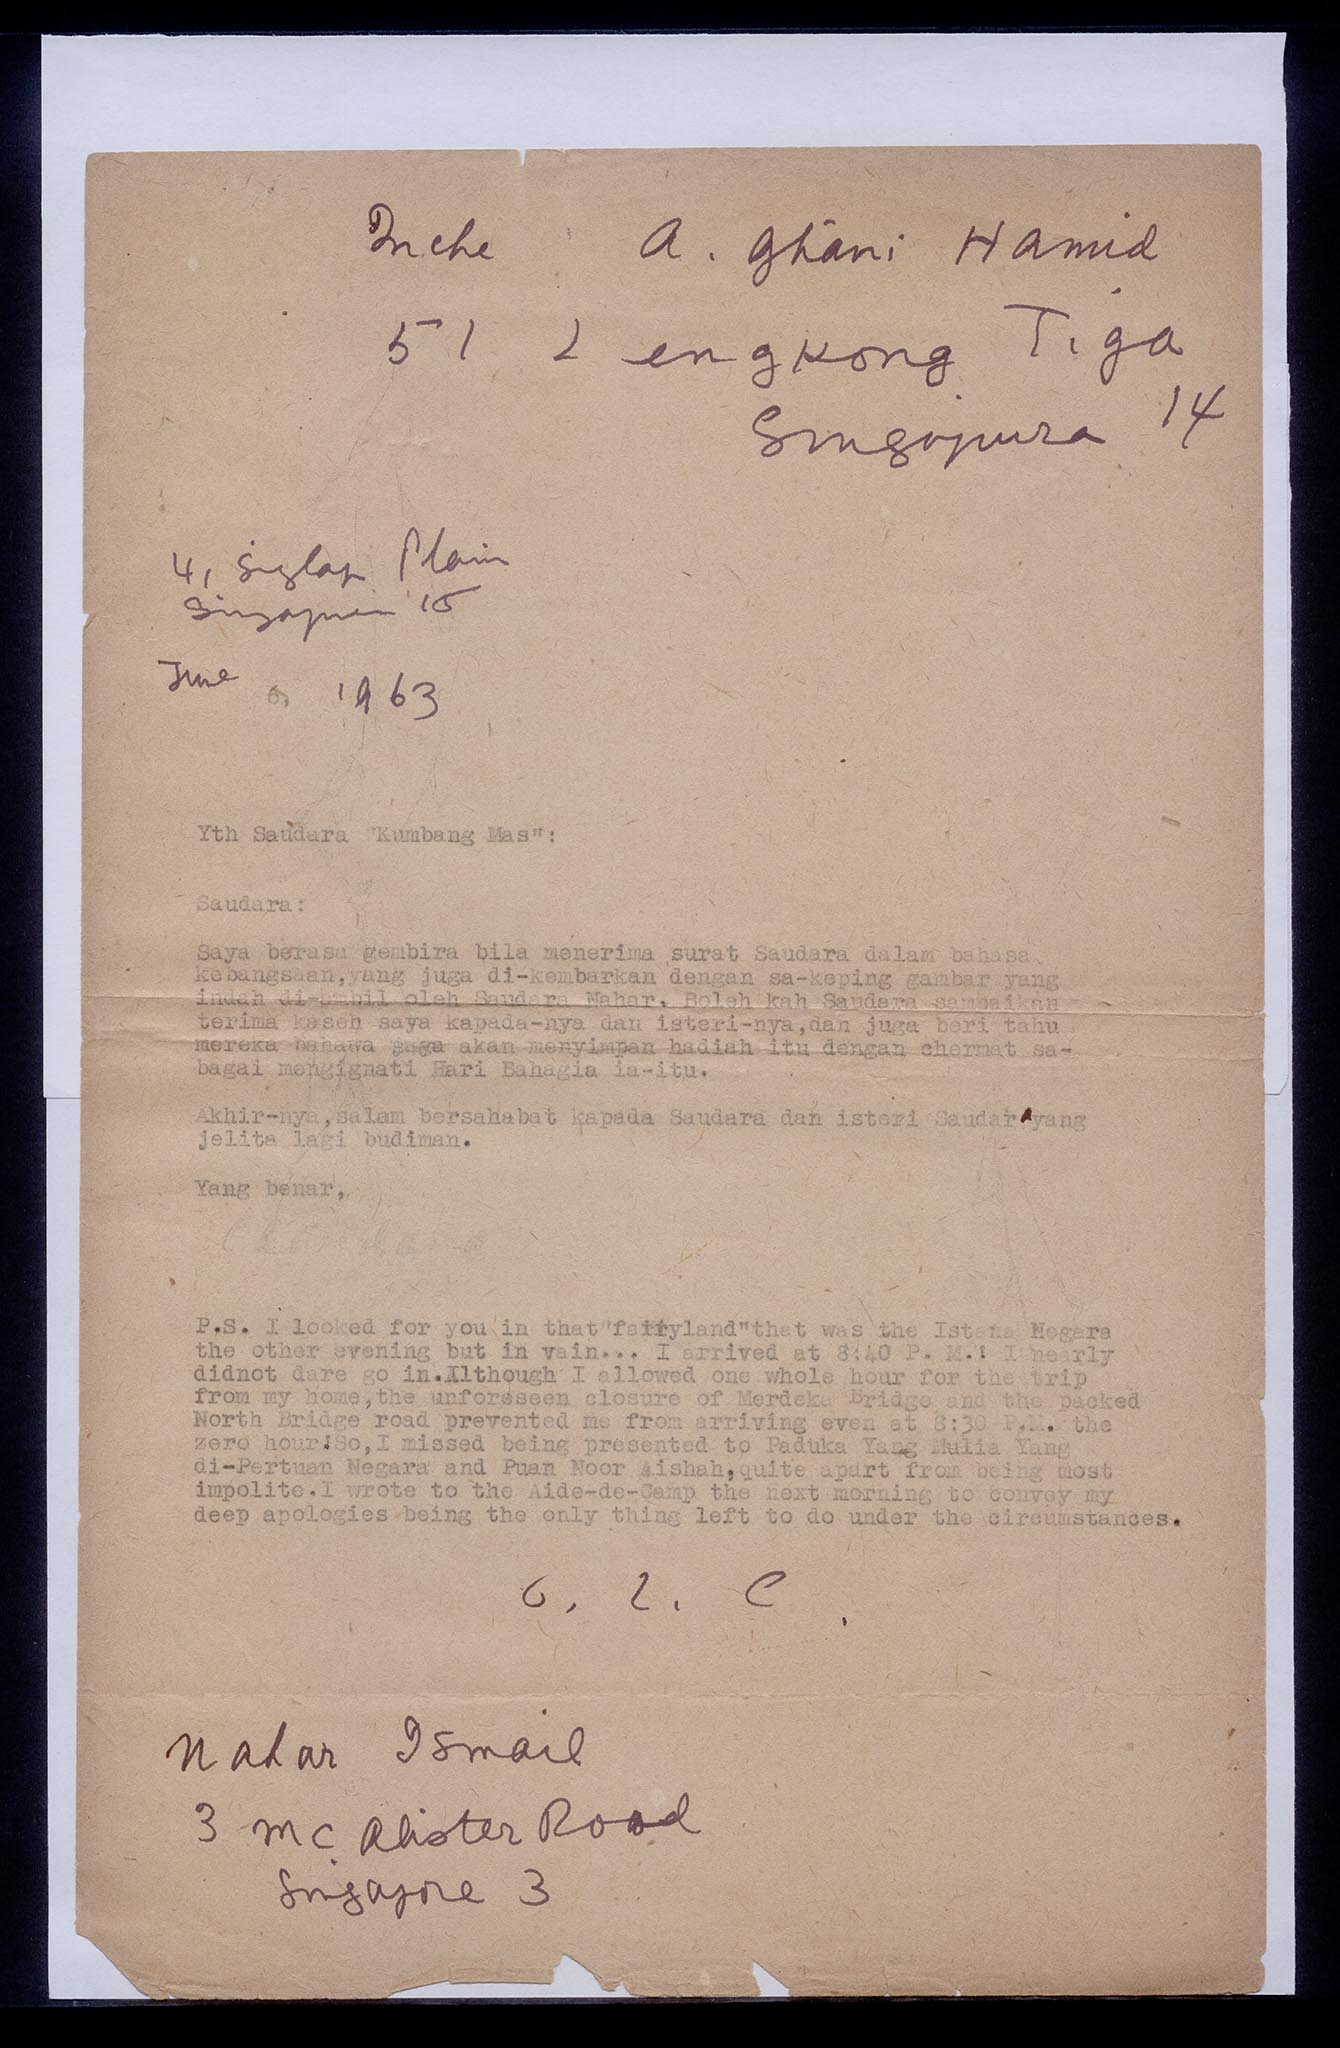 Inche A. Ghani Hamid
51 Lengkong Tiga
Singapura 14
4, Siglap Plain
Singapura 15
June 6, 1963
Yth Saudara "Kumbang Mas":
Saudara:
Saya berasa gembira bila menerima surat Saudara dalam bahasa
kebangsaan,yang juga di-kembarkan dengan sa-keping gambar yang
indah di-ambil oleh Saudara Nahar. Boleh kah Saudara sampaikan
terima kaseh saya kapada-nya dan isteri-nya,dan juga beri tahu
mereka bahawa saya akan menyimpan hadiah itu dengan chermat sa-
bagai mengignati Hari Bahagia ia-itu.
Akhir-nya,salam bersahabat kapada Saudara dan isteri Saudara yang
jelita lagi budiman.
Yang benar,
P.S. I looked for you in that"fairyland"that was the Istana Negara
the other evening but in vain... I arrived at 8:40 P. M.! I nearly
didnot dare go in.Ilthough I allowed one whole hour for the trip
from my home,the unforeseen closure of Merdeka Bridge and the packed
North Bridge road prevented me from arriving even at 8:30 P.M. the
zero hour!So,I missed being presented to Paduka Yang Mulia Yang
di-Pertuan Negara and Puan Noor Aishah,quite apart from being most
impolite.I wrote to the Aide-de-Camp the next morning to convey my
deep apologies being the only thing left to do under the circumstances.
Nahar Ismail
3 Mc Alister Road
Singapore 3